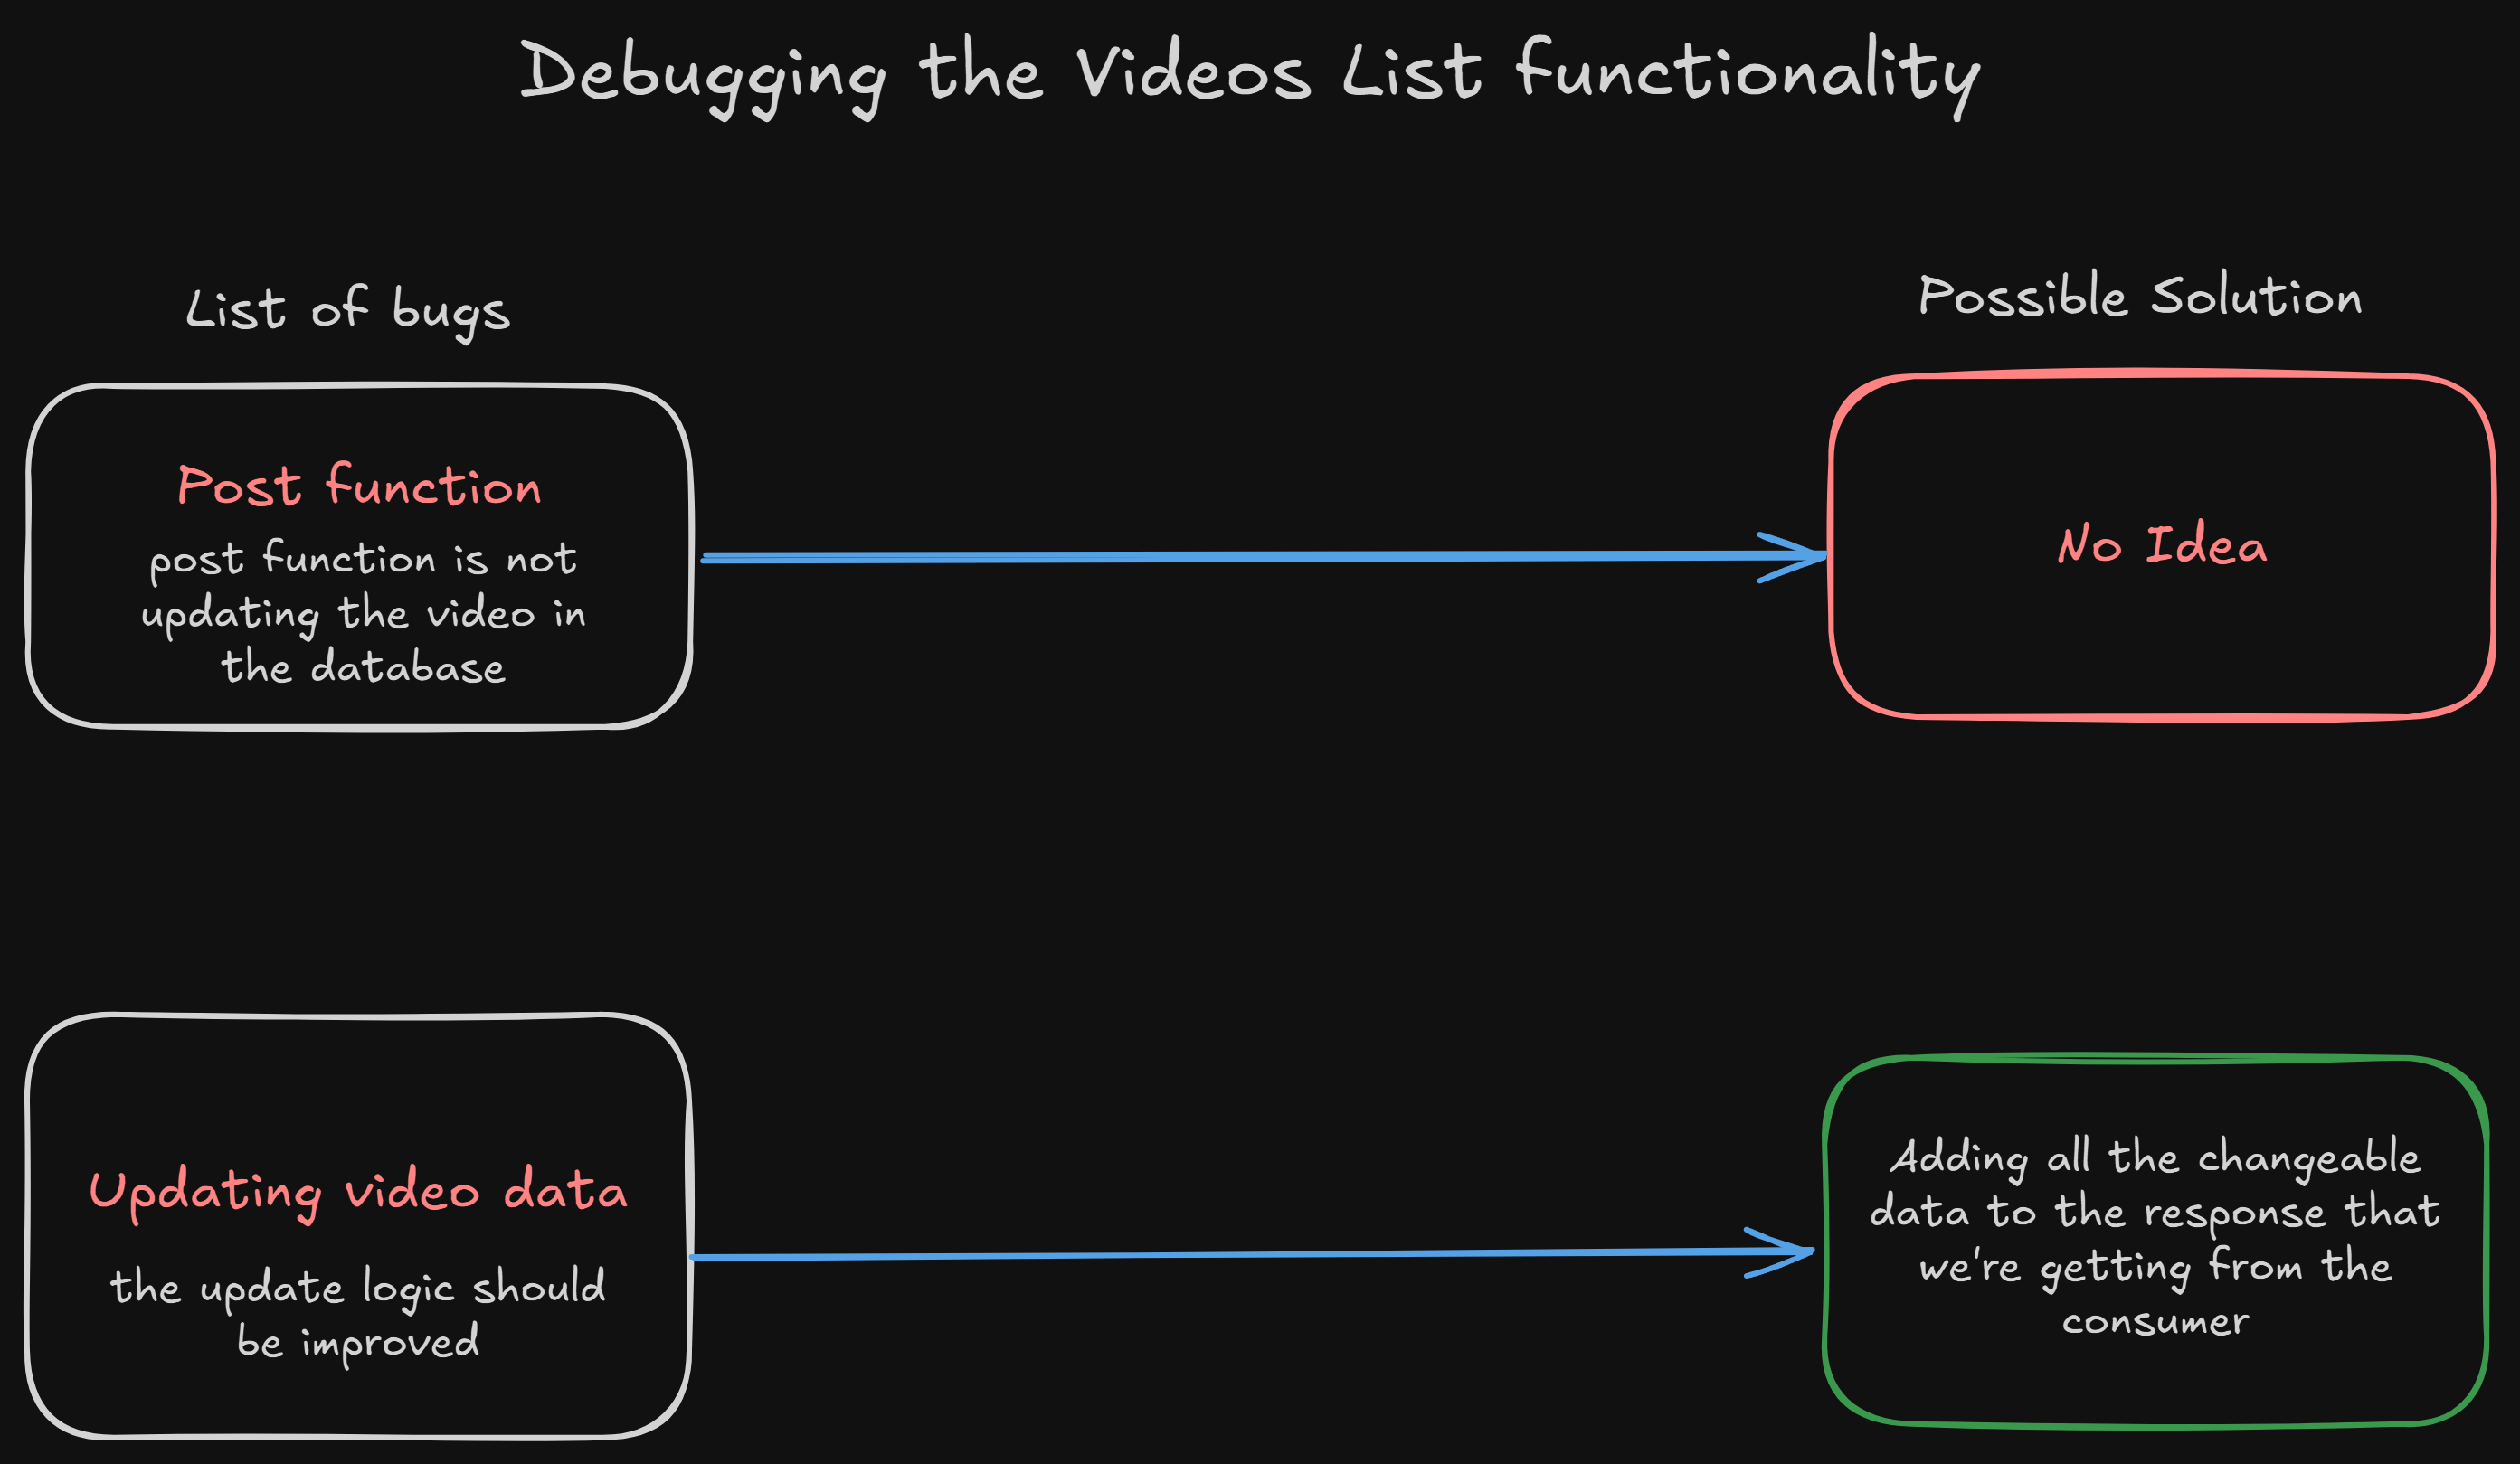 Debugging the Videos List functionality
List of bugs
Possible Solution
Post function
post function is not
updating the video in
the database
No Idea
Updating video data
the update logic should
be improved
Adding all the changeable
data to the response that
we're getting from the
consumer